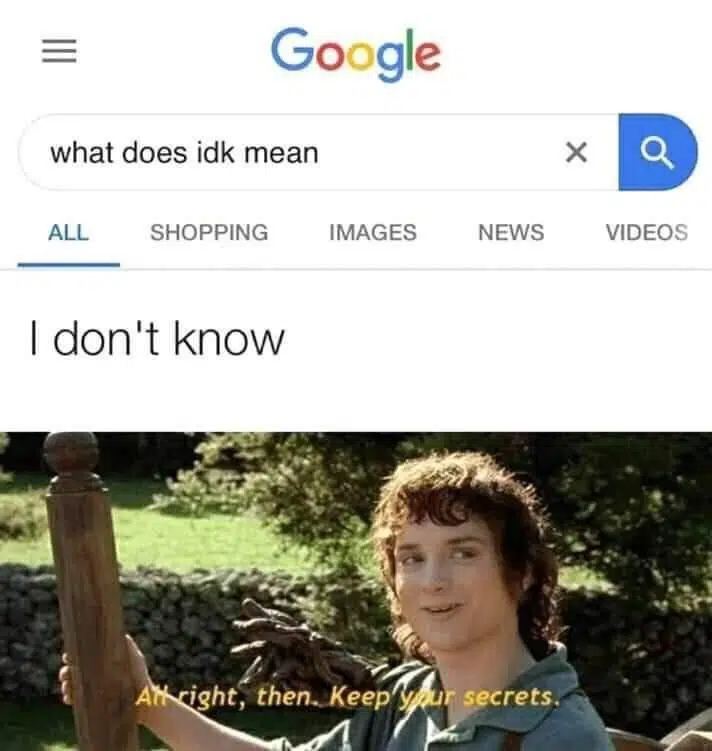 Google
what does idk mean
ALL SHOPPING IMAGES NEWS VIDEOS
I don't know
All right, then. Keep your secrets.